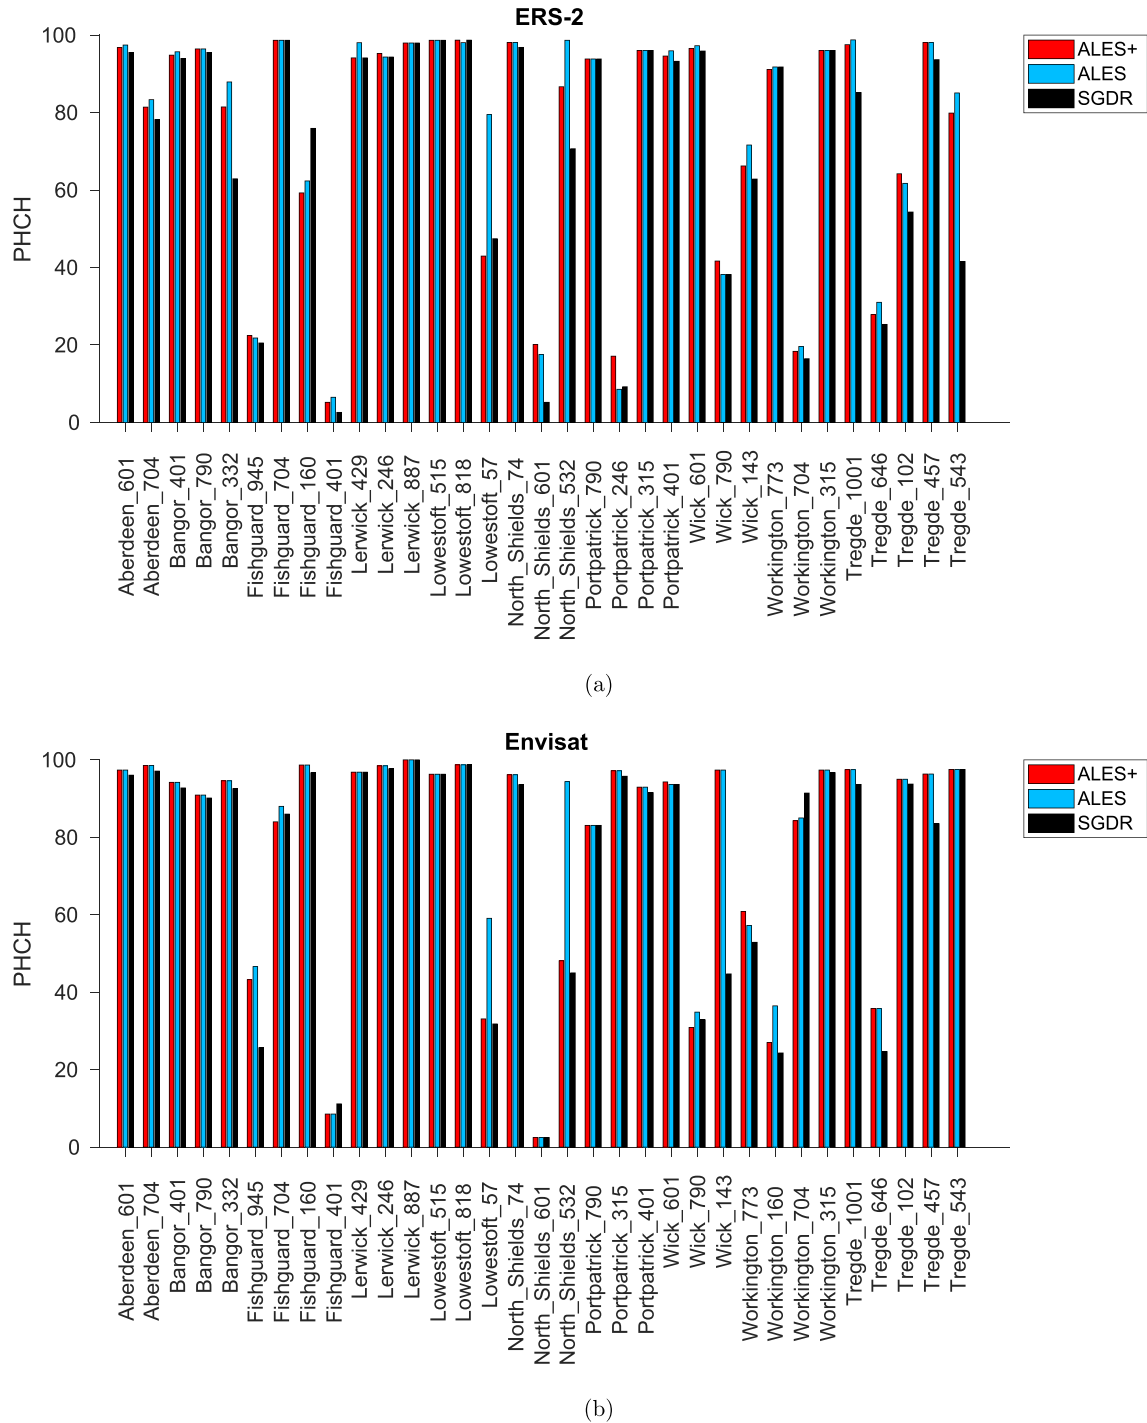 ERS-2
100
80
60
40
20
0
PHCH
ALES+
ALES
SGDR
Aberdeen_601
Aberdeen_704
Bangor_401
Bangor_790
Bangor_332
Fishguard_945
Fishguard_704
Fishguard_160
Fishguard_401
Lerwick_429
Lerwick_246
Lerwick_887
Lowestoft_515
Lowestoft_818
Lowestoft_57
North_Shields_74
North_Shields_601
North_Shields_532
Portpatrick_790
Portpatrick_246
Portpatrick_315
Portpatrick_401
Wick_601
Wick_790
Wick_143
Workington_773
Workington_704
Workington_315
Tregde_1001
Tregde_646
Tregde_102
Tregde_457
Tregde_543
(a)
Envisat
100
80
60
40
20
0
PHCH
ALES+
ALES
SGDR
Aberdeen_601
Aberdeen_704
Bangor_401
Bangor_790
Bangor_332
Fishguard_945
Fishguard_704
Fishguard_160
Fishguard_401
Lerwick_429
Lerwick_246
Lerwick_887
Lowestoft_515
Lowestoft_818
Lowestoft_57
North_Shields_74
North_Shields_601
North_Shields_532
Portpatrick_790
Portpatrick_315
Portpatrick_401
Wick_601
Wick_790
Wick_143
Workington_773
Workington_160
Workington_704
Workington_315
Tregde_1001
Tregde_646
Tregde_102
Tregde_457
Tregde_543
(b)